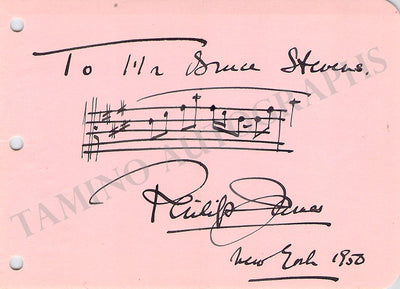 To Mr Bruce Stevens.
TAMINO AUTOGRAPHS
Philip James
New York 1950